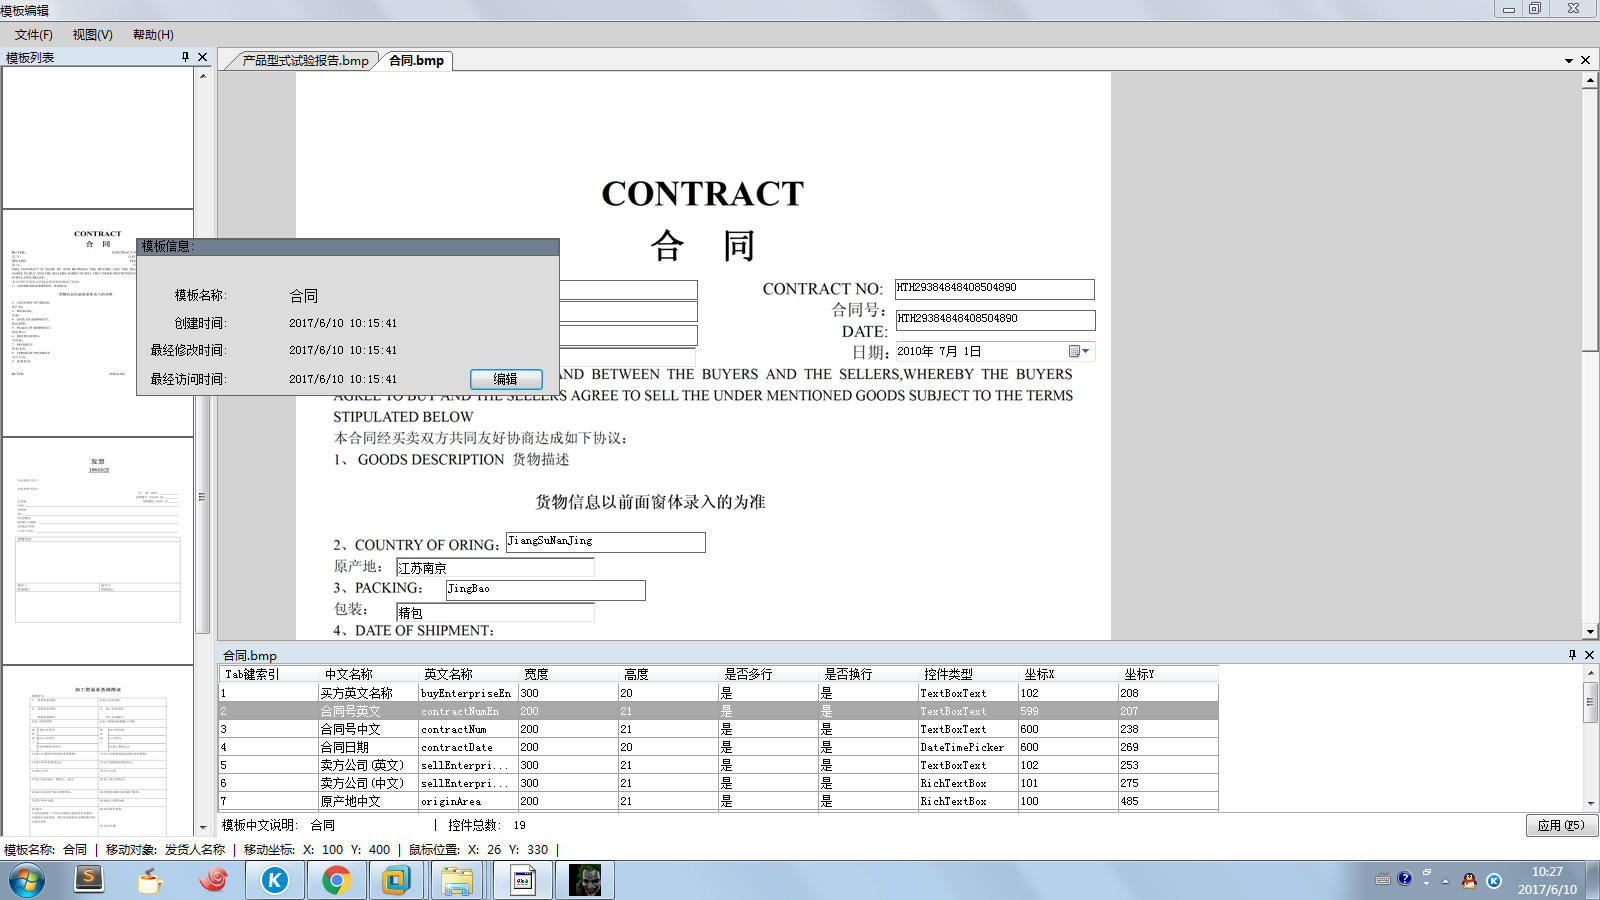 模板编辑
文件(F) 视图(V) 帮助(H)
模板列表
产品型式试验报告.bmp 合同.bmp
CONTRACT
合 同
CONTRACT
合 同
模板信息:
模板名称: 合同
创建时间: 2017/6/10 10:15:41
最经修改时间: 2017/6/10 10:15:41
最经访问时间: 2017/6/10 10:15:41
编辑
CONTRACT NO: HTH29384848408504890
合同号: HTH29384848408504890
DATE:
日期: 2010年 7月 1日
AND BETWEEN THE BUYERS AND THE SELLERS,WHEREBY THE BUYERS
AGREE TO BUY AND THE SELLERS AGREE TO SELL THE UNDER MENTIONED GOODS SUBJECT TO THE TERMS
STIPULATED BELOW
本合同经买卖双方共同友好协商达成如下协议:
1、 GOODS DESCRIPTION 货物描述
货物信息以前面窗体录入的为准
2、COUNTRY OF ORING: JiangSuNanJing
原产地: 江苏南京
3、PACKING: JingBao
包装: 精包
4、DATE OF SHIPMENT:
发票
INVOICE
加工贸易业务批准证
合同.bmp
Tab键索引 中文名称 英文名称 宽度 高度 是否多行 是否换行 控件类型 坐标X 坐标Y
1 买方英文名称 buyEnterpriseEn 300 20 是 是 TextBoxText 102 208
2 合同号英文 contractNumEn 200 21 是 是 TextBoxText 599 207
3 合同号中文 contractNum 200 21 是 是 TextBoxText 600 238
4 合同日期 contractDate 200 20 是 是 DateTimePicker 600 269
5 卖方公司(英文) sellEnterpri... 300 21 是 是 TextBoxText 102 253
6 卖方公司(中文) sellEnterpri... 300 21 是 是 RichTextBox 101 275
7 原产地中文 originArea 200 21 是 是 RichTextBox 100 485
模板中文说明: 合同 | 控件总数: 19
应用(F5)
模板名称: 合同 | 移动对象: 发货人名称 | 移动坐标: X: 100 Y: 400 | 鼠标位置: X: 26 Y: 330 |
10:27
2017/6/10